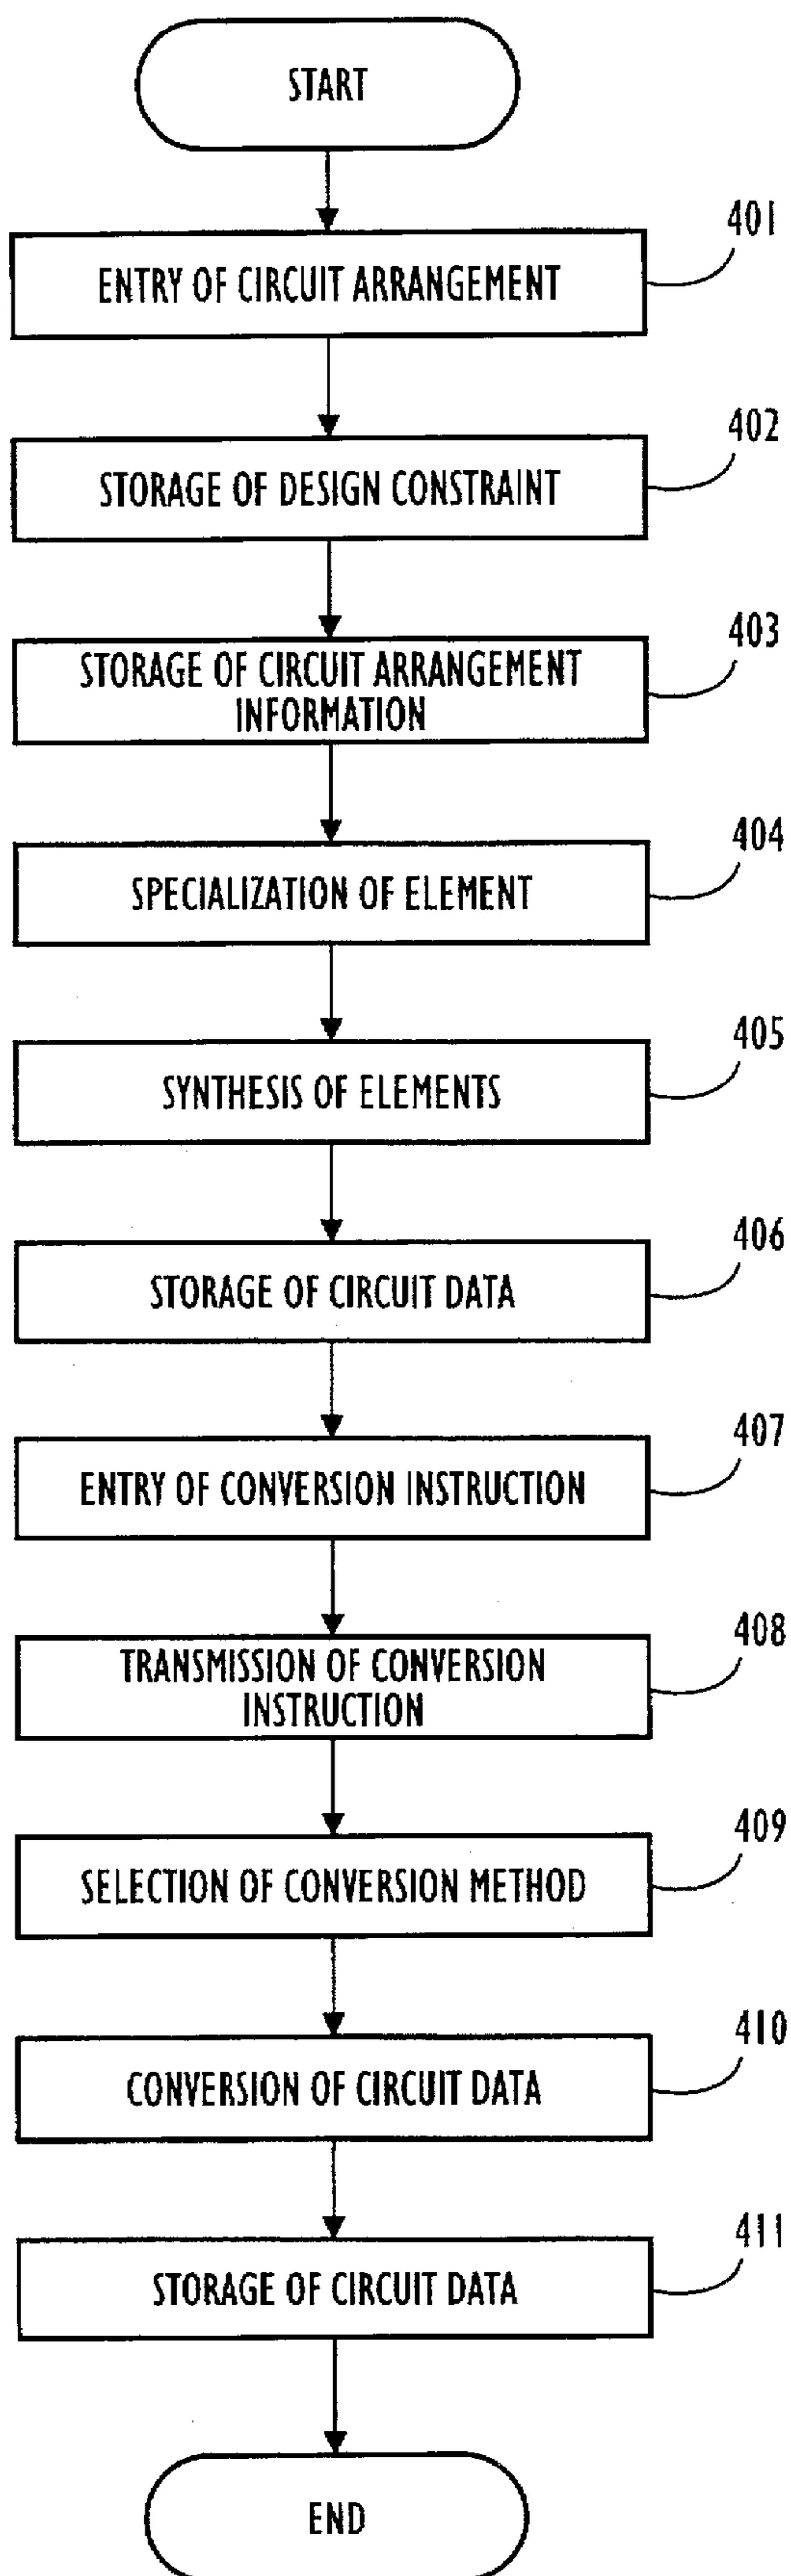 START
401
ENTRY OF CIRCUIT ARRANGEMENT
402
STORAGE OF DESIGN CONSTRAINT
403
STORAGE OF CIRCUIT ARRANGEMENT
INFORMATION
404
SPECIALIZATION OF ELEMENT
405
SYNTHESIS OF ELEMENTS
406
STORAGE OF CIRCUIT DATA
407
ENTRY OF CONVERSION INSTRUCTION
408
TRANSMISSION OF CONVERSION
INSTRUCTION
409
SELECTION OF CONVERSION METHOD
410
CONVERSION OF CIRCUIT DATA
411
STORAGE OF CIRCUIT DATA
END